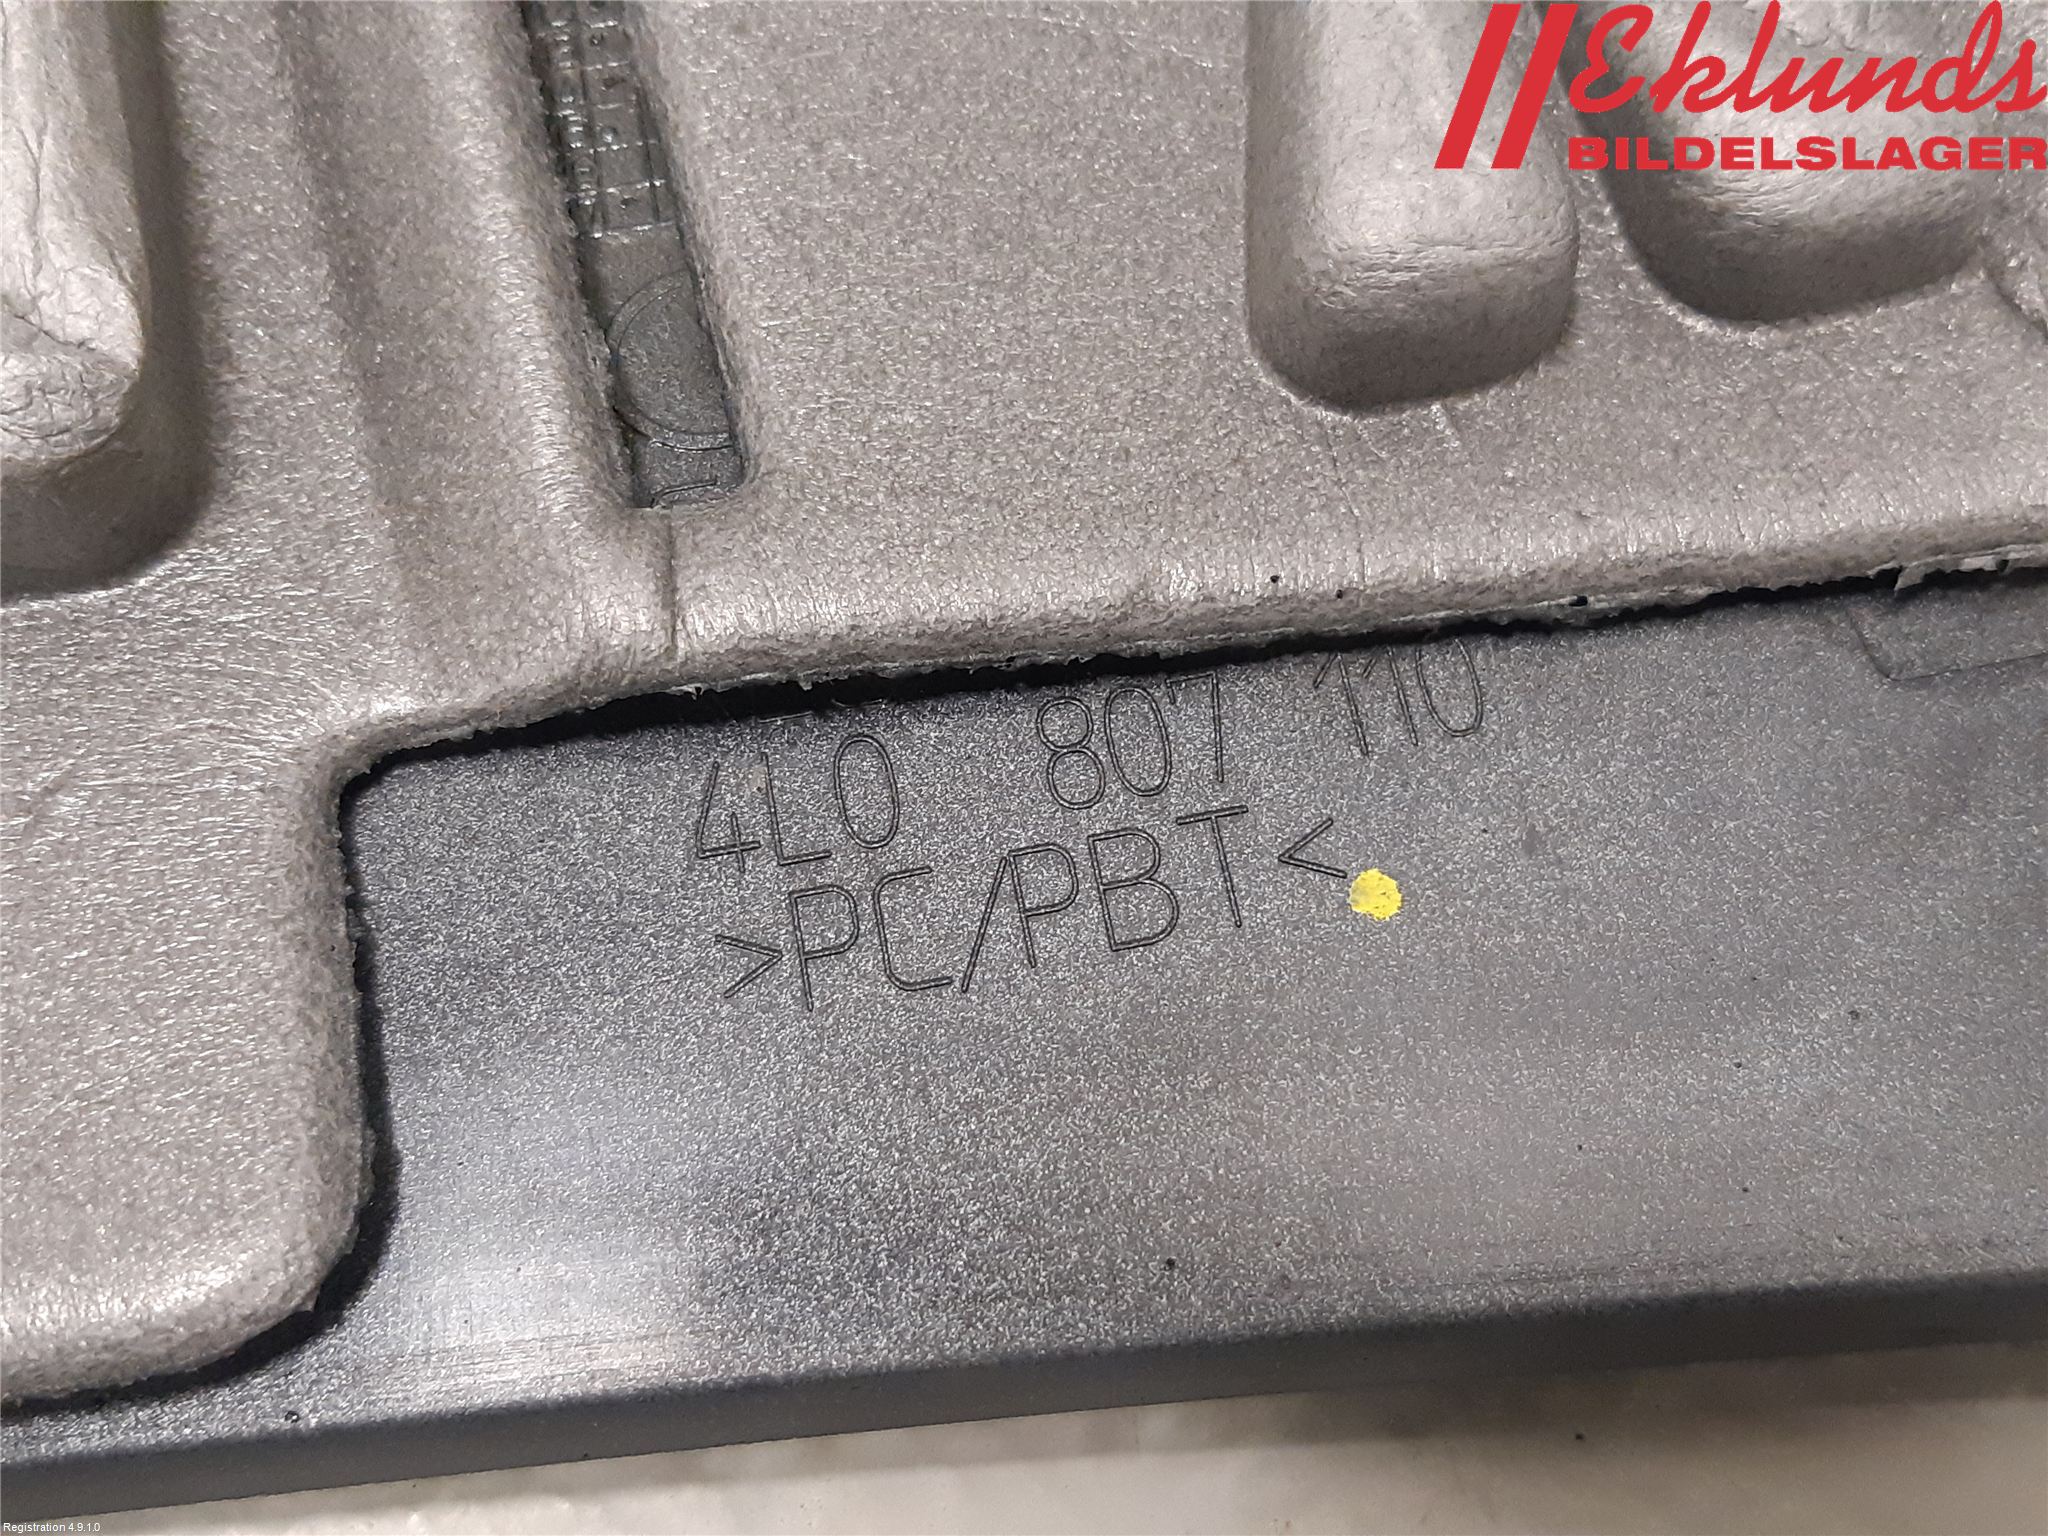 Eklunds
BILDELSLAGER
4L0 807 110
>PC/PBT<
Registration 4.9.1.0